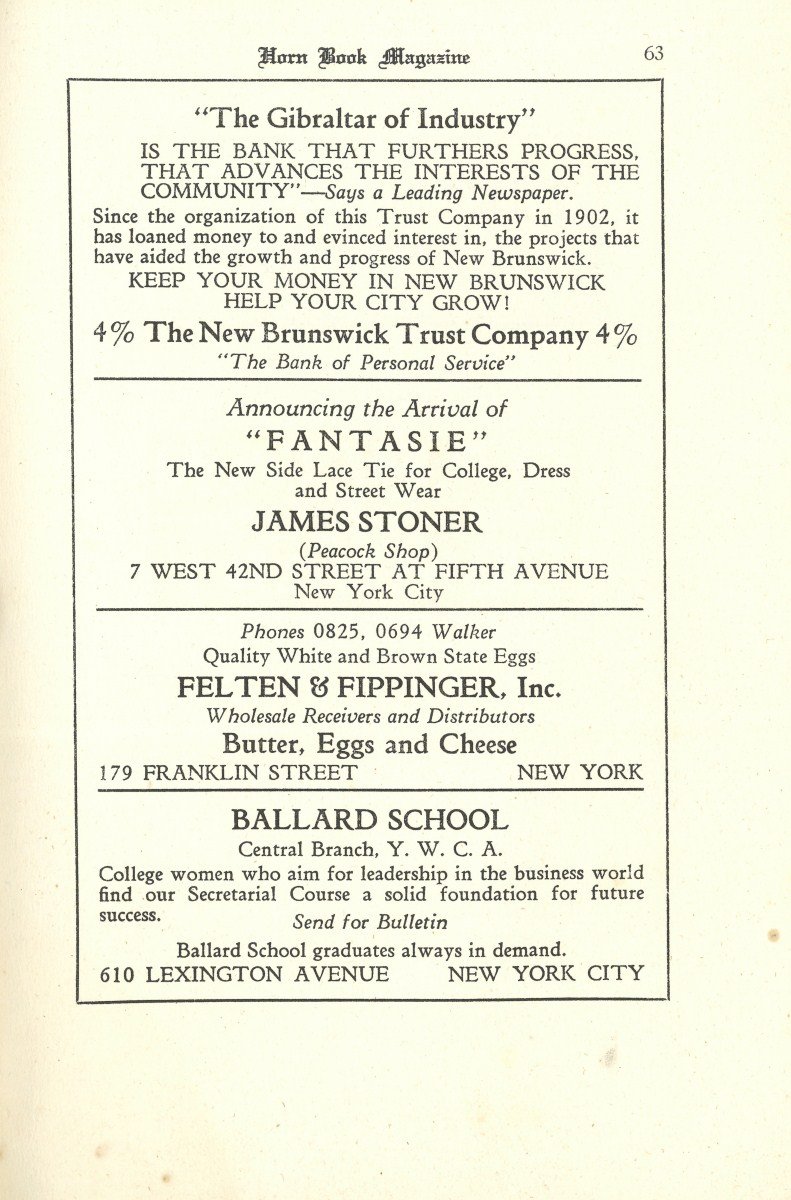 Horn Book Magazine 63
"The Gibraltar of Industry"
IS THE BANK THAT FURTHERS PROGRESS,
THAT ADVANCES THE INTERESTS OF THE
COMMUNITY"—Says a Leading Newspaper.
Since the organization of this Trust Company in 1902, it
has loaned money to and evinced interest in, the projects that
have aided the growth and progress of New Brunswick.
KEEP YOUR MONEY IN NEW BRUNSWICK
HELP YOUR CITY GROW!
4% The New Brunswick Trust Company 4%
"The Bank of Personal Service"
Announcing the Arrival of
"FANTASIE"
The New Side Lace Tie for College, Dress
and Street Wear
JAMES STONER
(Peacock Shop)
7 WEST 42ND STREET AT FIFTH AVENUE
New York City
Phones 0825, 0694 Walker
Quality White and Brown State Eggs
FELTEN & FIPPINGER, Inc.
Wholesale Receivers and Distributors
Butter, Eggs and Cheese
179 FRANKLIN STREET NEW YORK
BALLARD SCHOOL
Central Branch, Y. W. C. A.
College women who aim for leadership in the business world
find our Secretarial Course a solid foundation for future
success.
Send for Bulletin
Ballard School graduates always in demand.
610 LEXINGTON AVENUE NEW YORK CITY